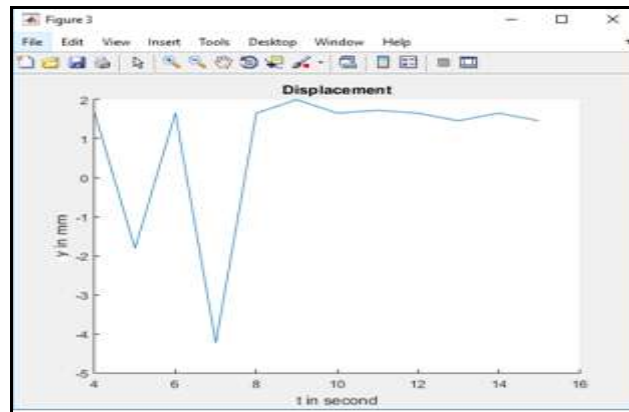 Figure 3
File Edit View Insert Tools Desktop Window Help
Displacement
2
1
0
-1
-2
-3
-4
-5
y in mm
4 6 8 10 12 14 16
t in second